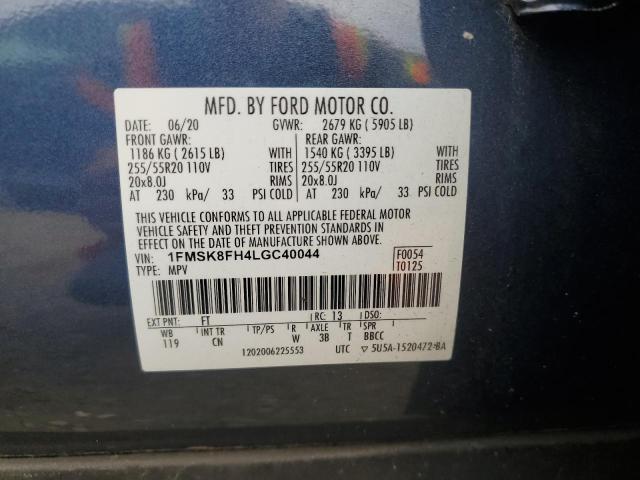 MFD. BY FORD MOTOR CO.
DATE: 06/20 GVWR: 2679 KG ( 5905 LB)
FRONT GAWR: REAR GAWR:
1186 KG ( 2615 LB) WITH 1540 KG ( 3395 LB) WITH
255/55R20 110V TIRES 255/55R20 110V TIRES
20x8.0J RIMS 20x8.0J RIMS
AT 230 kPa/ 33 PSI COLD AT 230 kPa/ 33 PSI COLD
THIS VEHICLE CONFORMS TO ALL APPLICABLE FEDERAL MOTOR
VEHICLE SAFETY AND THEFT PREVENTION STANDARDS IN
EFFECT ON THE DATE OF MANUFACTURE SHOWN ABOVE.
VIN: 1FMSK8FH4LGC40044 F0054
TYPE: MPV T0125
EXT PNT: FT RC: 13 DSO:
WB INT TR TP/PS R AXLE TR SPR
119 CN W 3B T BBCC
1202006225553 UTC ▽5U5A-1520472-BA